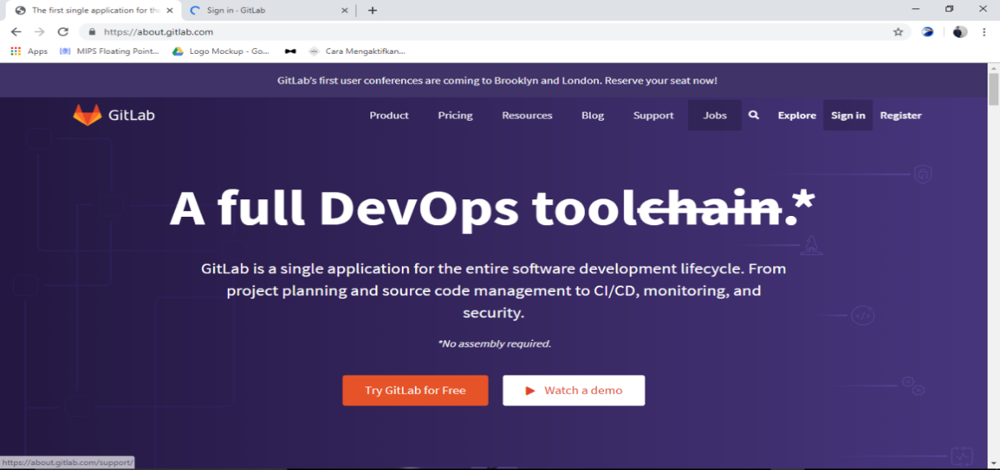 The first single application for the
Sign in · GitLab
https://about.gitlab.com
Apps
MIPS Floating Point...
Logo Mockup - Go...
Cara Mengaktifkan...
GitLab's first user conferences are coming to Brooklyn and London. Reserve your seat now!
GitLab
Product Pricing Resources Blog Support Jobs Explore Sign in Register
A full DevOps toolchain.*
GitLab is a single application for the entire software development lifecycle. From
project planning and source code management to CI/CD, monitoring, and
security.
*No assembly required.
Try GitLab for Free
Watch a demo
https://about.gitlab.com/support/